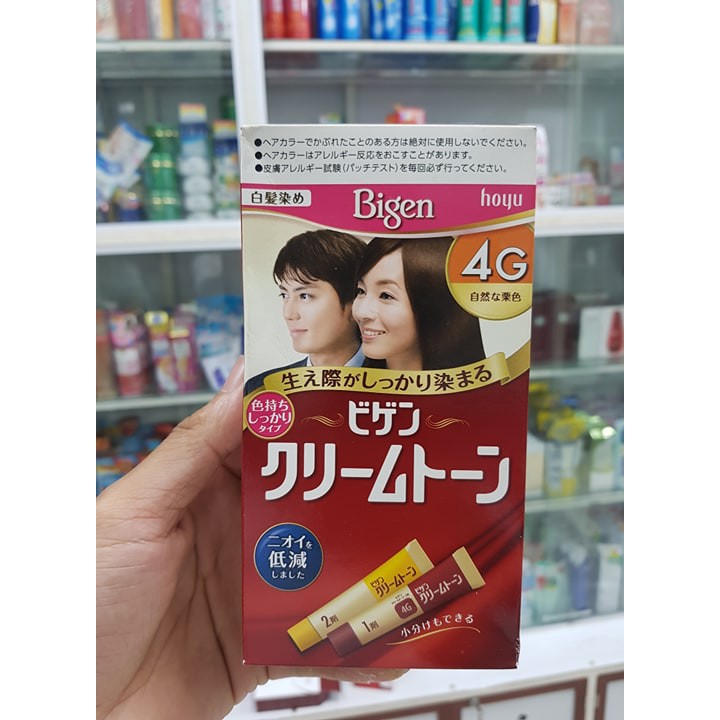 ●ヘアカラーでかぶれたことのある方は絶対に使用しないでください。
●ヘアカラーはアレルギー反応をおこすことがあります。
●皮膚アレルギー試験(パッチテスト)を毎回必ず行ってください。
白髪染め
Bigen
hoyu
4G
自然な栗色
生え際がしっかり染まる
色持ち
しっかり
タイプ
ビゲン
クリームトーン
ニオイを
低減
しました
ビゲン
クリームトーン
2剤
ビゲン
クリームトーン
4G
1剤
小分けもできる